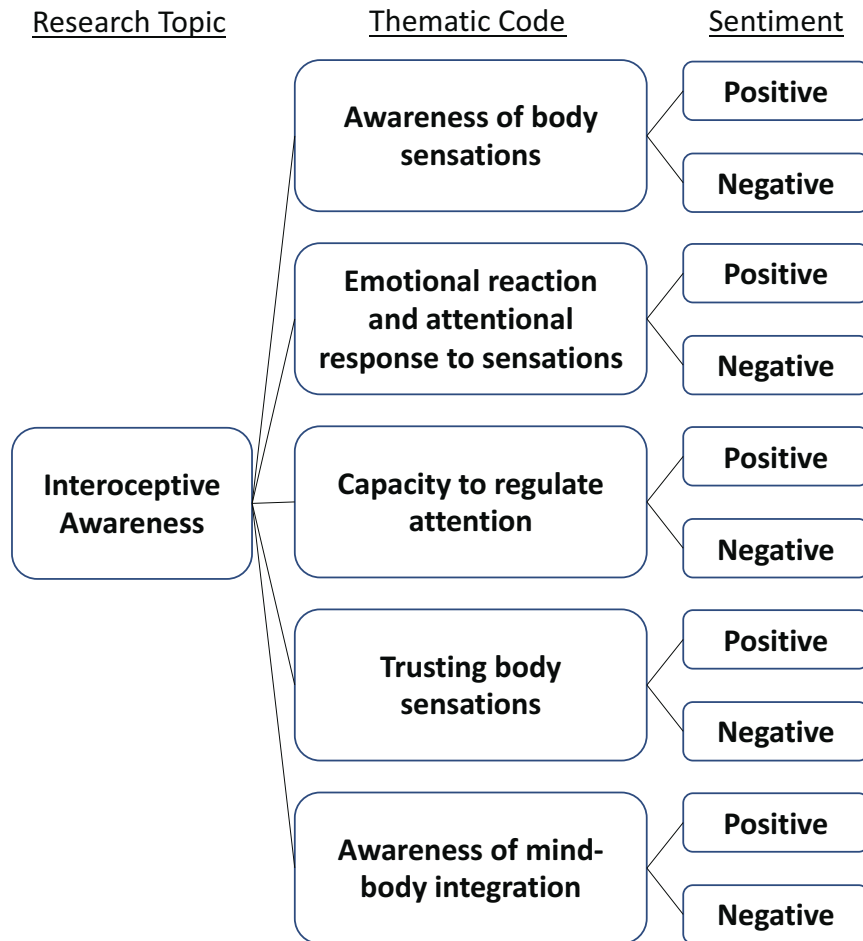 Research Topic
Thematic Code
Sentiment
Awareness of body
sensations
Positive
Negative
Emotional reaction
and attentional
response to sensations
Positive
Negative
Interoceptive
Awareness
Capacity to regulate
attention
Positive
Negative
Trusting body
sensations
Positive
Negative
Awareness of mind-
body integration
Positive
Negative